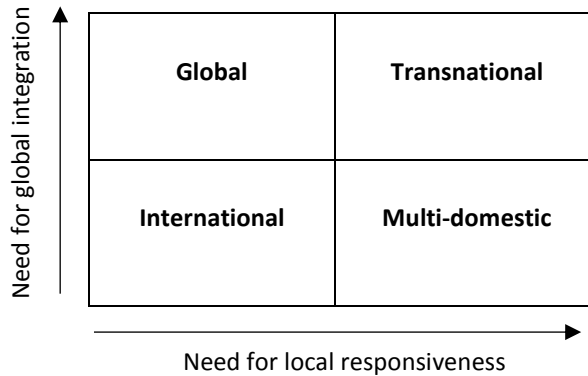 Need for global integration
Global
Transnational
International
Multi-domestic
Need for local responsiveness